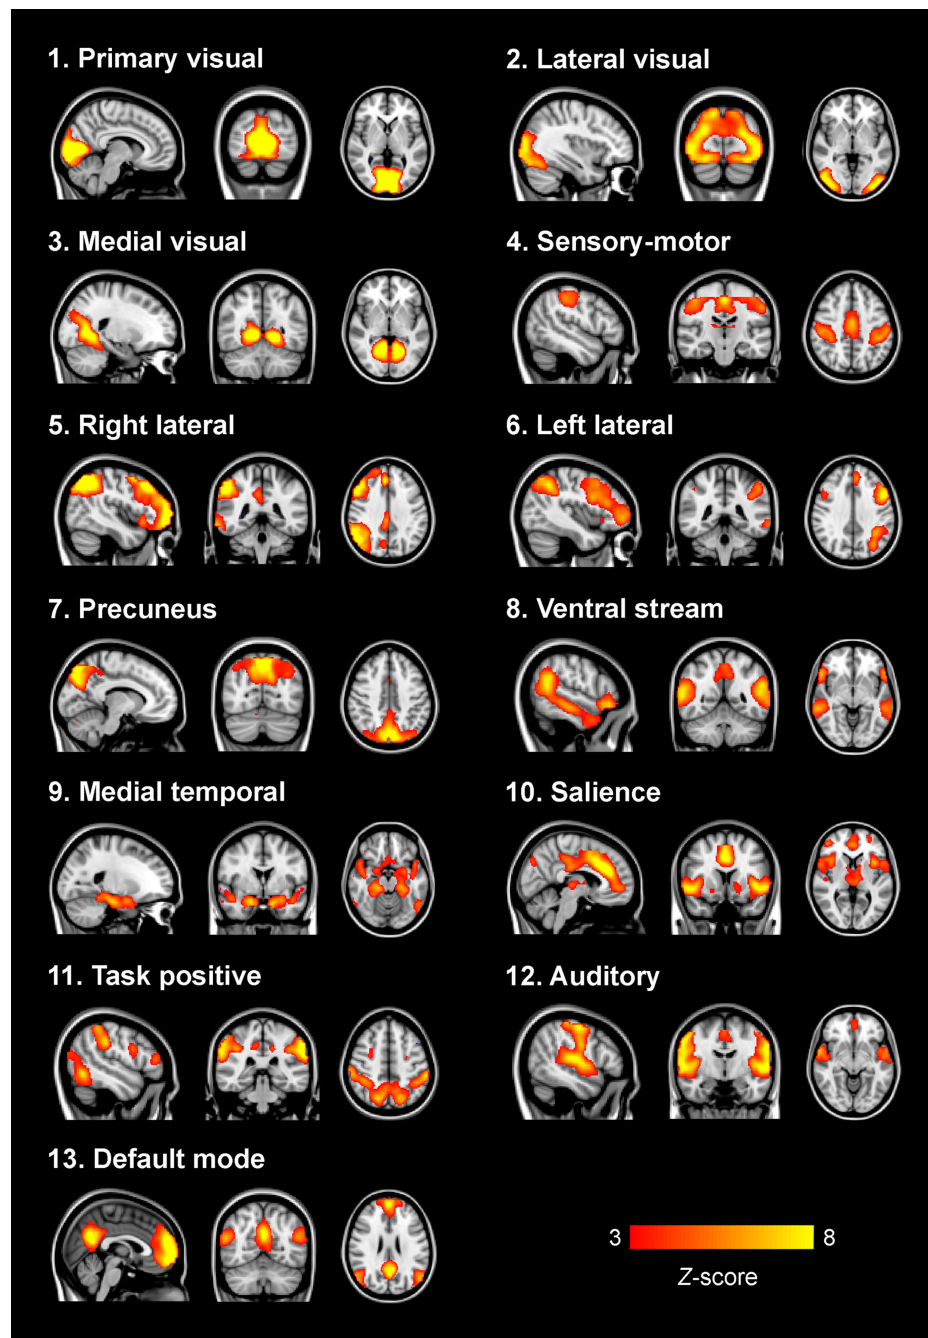 1. Primary visual
2. Lateral visual
3. Medial visual
4. Sensory-motor
5. Right lateral
6. Left lateral
7. Precuneus
8. Ventral stream
9. Medial temporal
10. Salience
11. Task positive
12. Auditory
13. Default mode
3 8
Z-score